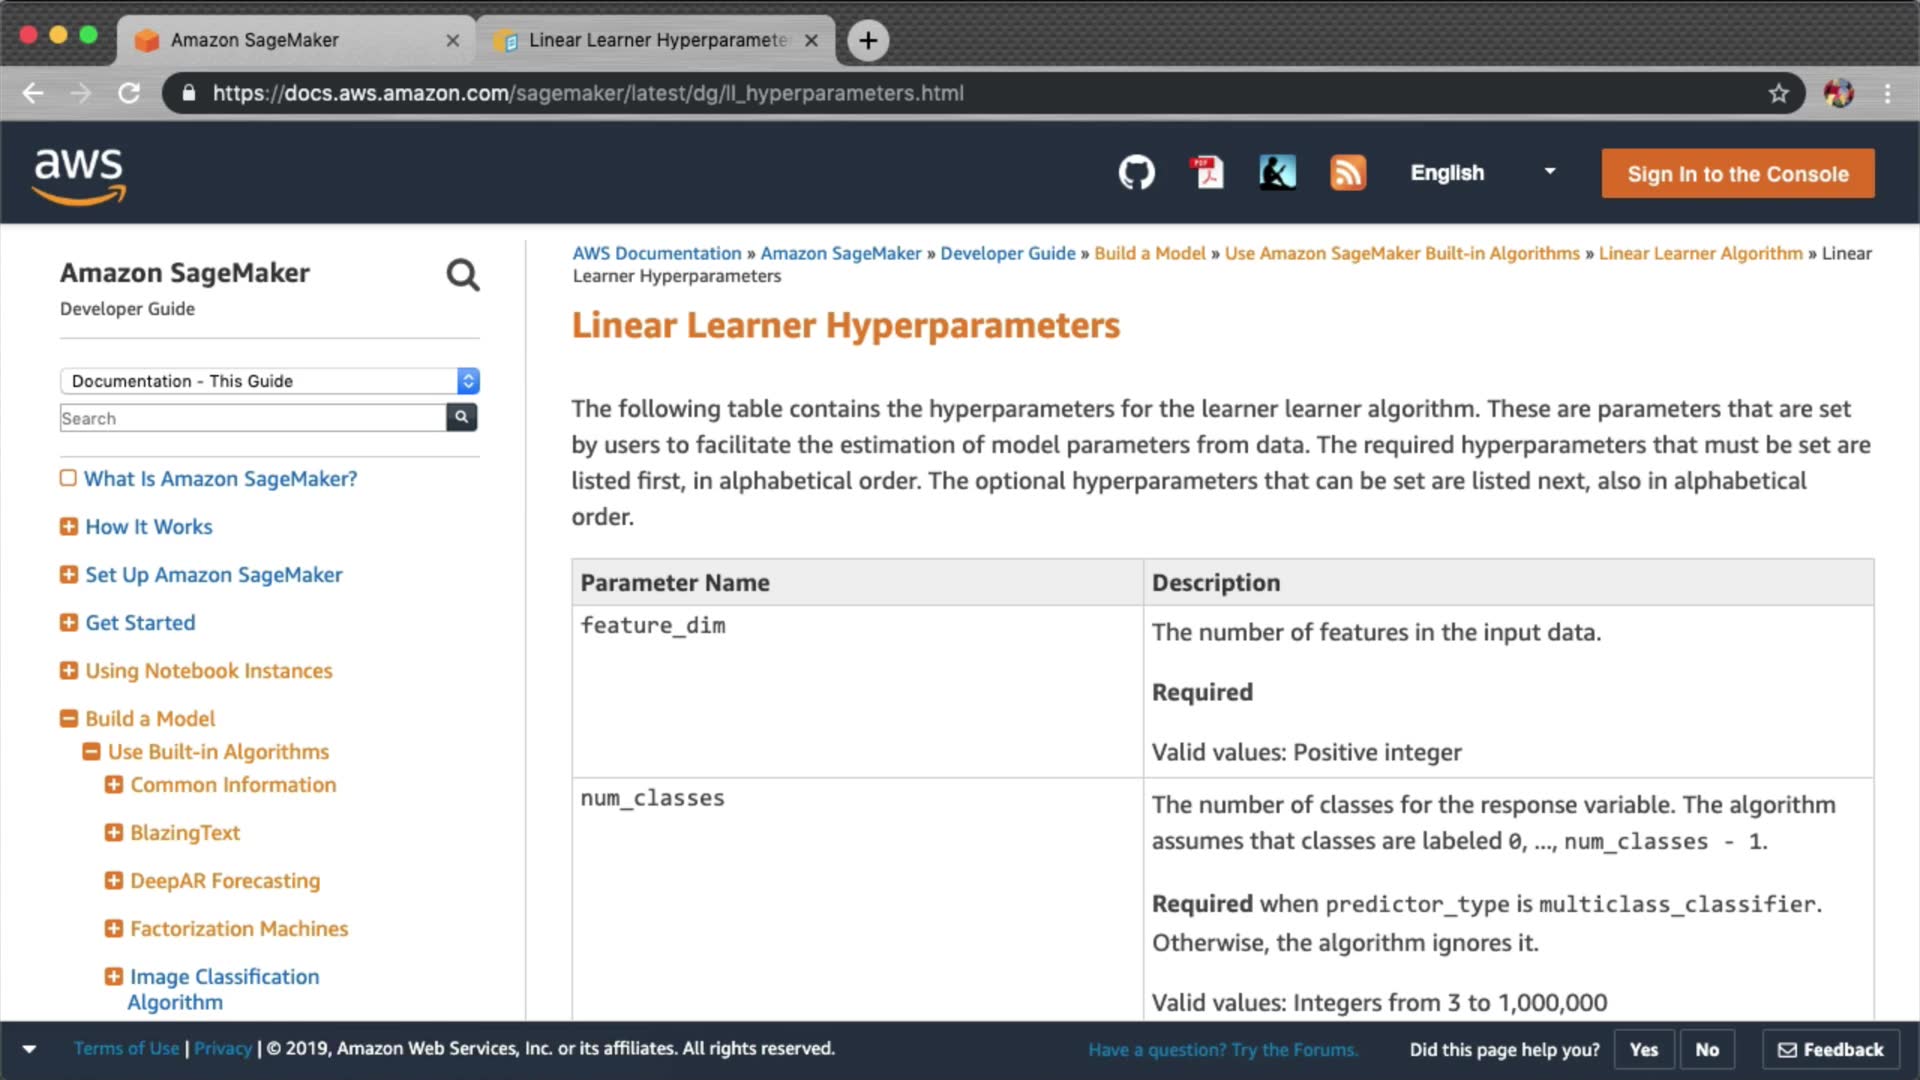 Amazon SageMaker
Linear Learner Hyperparamete
https://docs.aws.amazon.com/sagemaker/latest/dg/ll_hyperparameters.html
aws
PDF
English
Sign In to the Console
Amazon SageMaker
Developer Guide
Documentation - This Guide
Search
What Is Amazon SageMaker?
How It Works
Set Up Amazon SageMaker
Get Started
Using Notebook Instances
Build a Model
Use Built-in Algorithms
Common Information
BlazingText
DeepAR Forecasting
Factorization Machines
Image Classification
Algorithm
AWS Documentation » Amazon SageMaker » Developer Guide » Build a Model » Use Amazon SageMaker Built-in Algorithms » Linear Learner Algorithm » Linear
Learner Hyperparameters
Linear Learner Hyperparameters
The following table contains the hyperparameters for the learner learner algorithm. These are parameters that are set
by users to facilitate the estimation of model parameters from data. The required hyperparameters that must be set are
listed first, in alphabetical order. The optional hyperparameters that can be set are listed next, also in alphabetical
order.
Parameter Name
Description
feature_dim
The number of features in the input data.
Required
Valid values: Positive integer
num_classes
The number of classes for the response variable. The algorithm
assumes that classes are labeled 0, ..., num_classes - 1.
Required when predictor_type is multiclass_classifier.
Otherwise, the algorithm ignores it.
Valid values: Integers from 3 to 1,000,000
Terms of Use | Privacy | © 2019, Amazon Web Services, Inc. or its affiliates. All rights reserved.
Have a question? Try the Forums.
Did this page help you?
Yes
No
Feedback